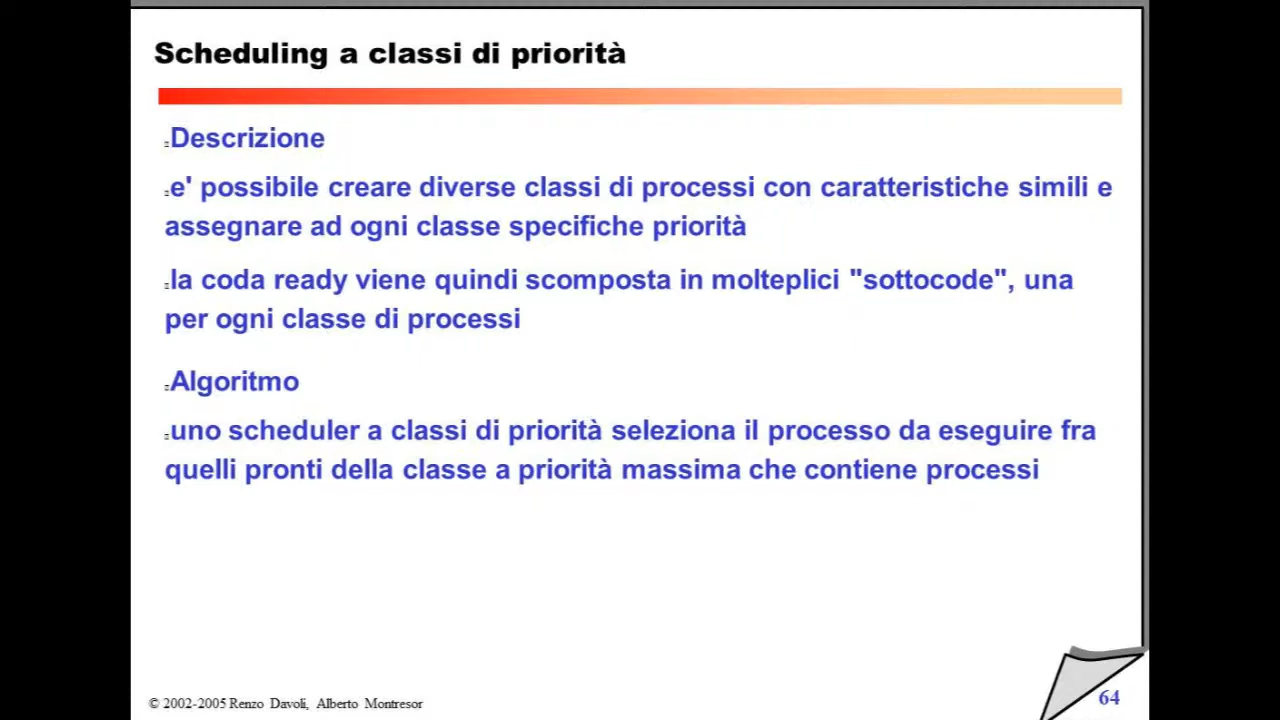 Scheduling a classi di priorità
Descrizione
e' possibile creare diverse classi di processi con caratteristiche simili e
assegnare ad ogni classe specifiche priorità
la coda ready viene quindi scomposta in molteplici "sottocode", una
per ogni classe di processi
Algoritmo
uno scheduler a classi di priorità seleziona il processo da eseguire fra
quelli pronti della classe a priorità massima che contiene processi
© 2002-2005 Renzo Davoli, Alberto Montresor
64